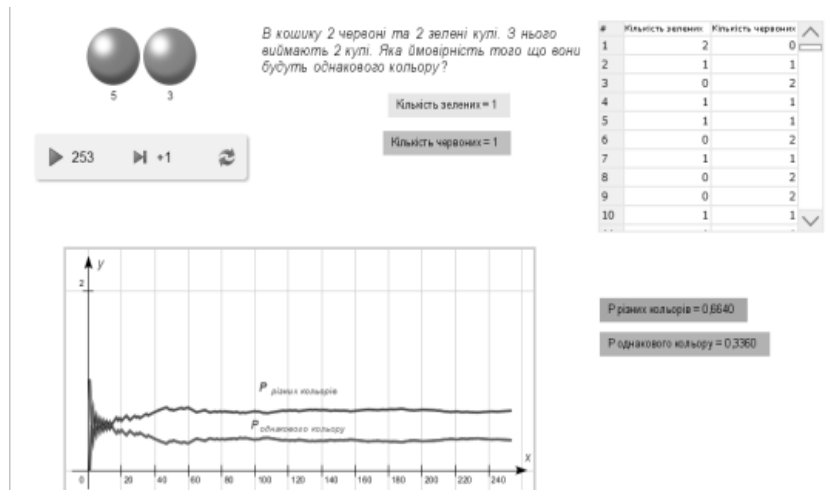 В кошику 2 червоні та 2 зелені кулі. З нього
виймають 2 кулі. Яка ймовірність того що вони
будуть однакового кольору?
5 3
Кількість зелених = 1
Кількість червоних = 1
253 +1
# Кількість зелених Кількість червоних
1 2 0
2 1 1
3 0 2
4 1 1
5 1 1
6 0 2
7 1 1
8 0 2
9 0 2
10 1 1
y
2
P різних кольорів
P однакового кольору
x
0 20 40 60 80 100 120 140 160 180 200 220 240
P різних кольорів = 0,6640
P однакового кольору = 0,3360